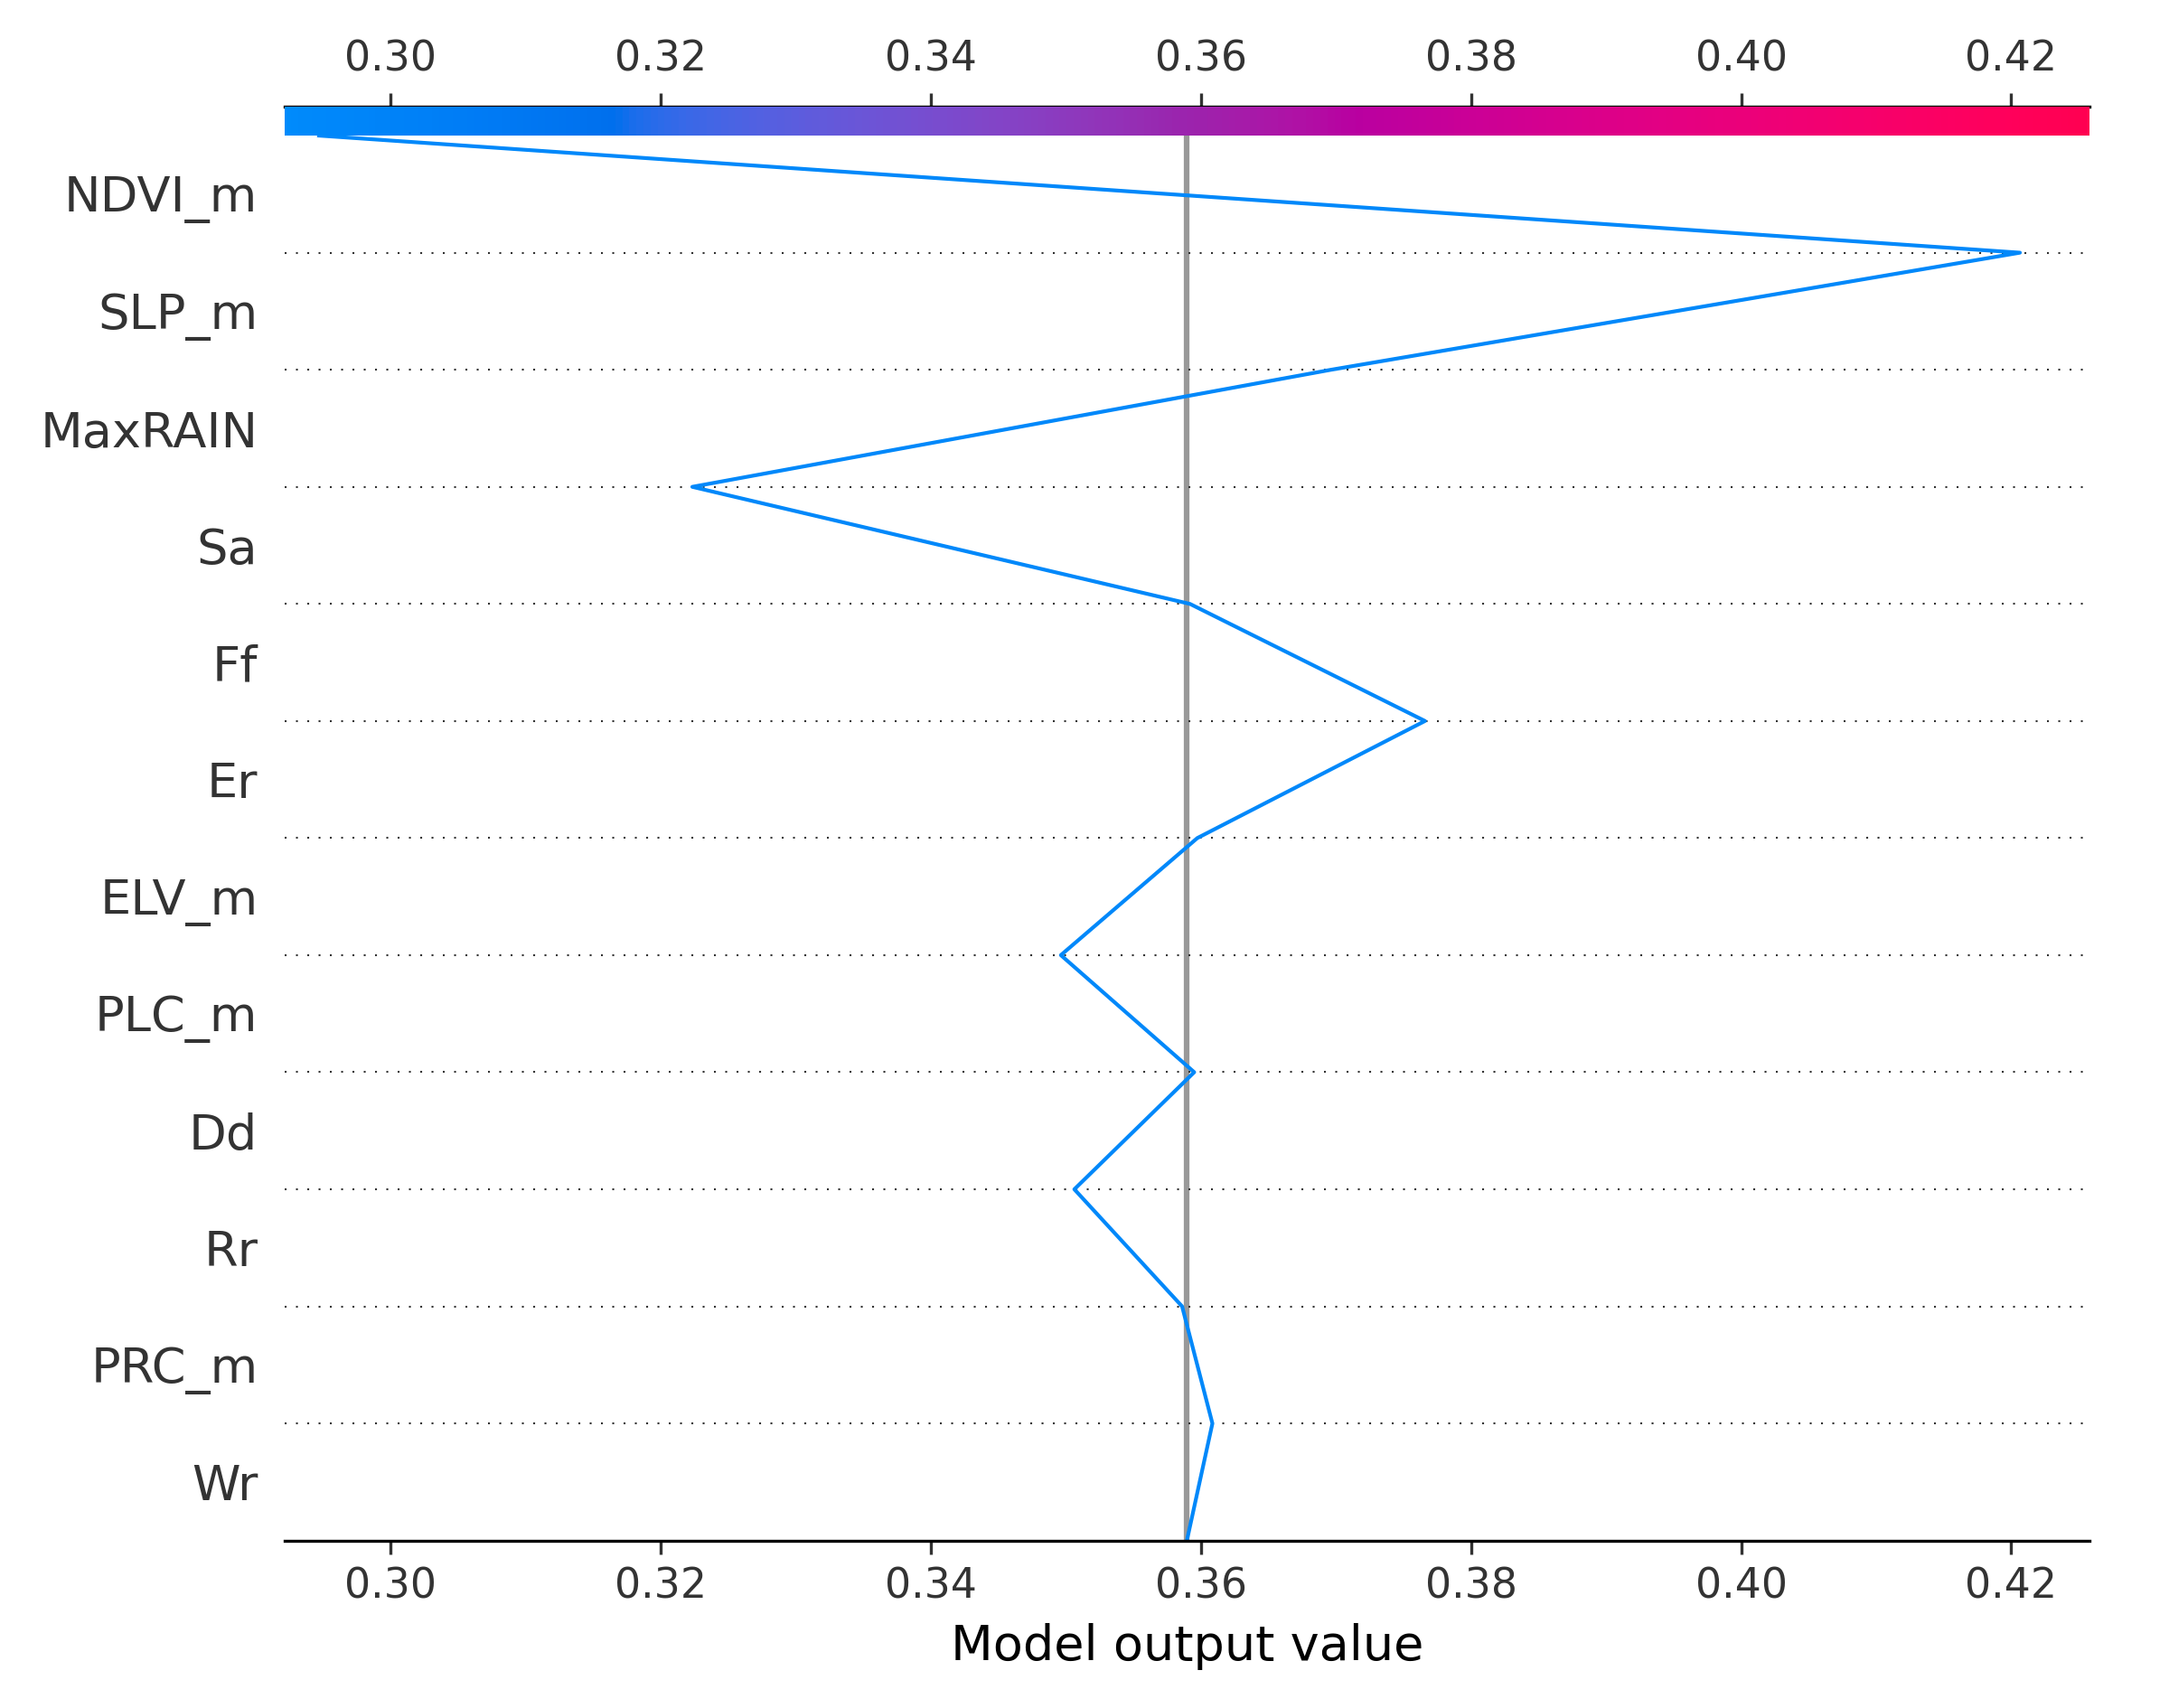 0.30 0.32 0.34 0.36 0.38 0.40 0.42
NDVI_m
SLP_m
MaxRAIN
Sa
Ff
Er
ELV_m
PLC_m
Dd
Rr
PRC_m
Wr
0.30 0.32 0.34 0.36 0.38 0.40 0.42
Model output value